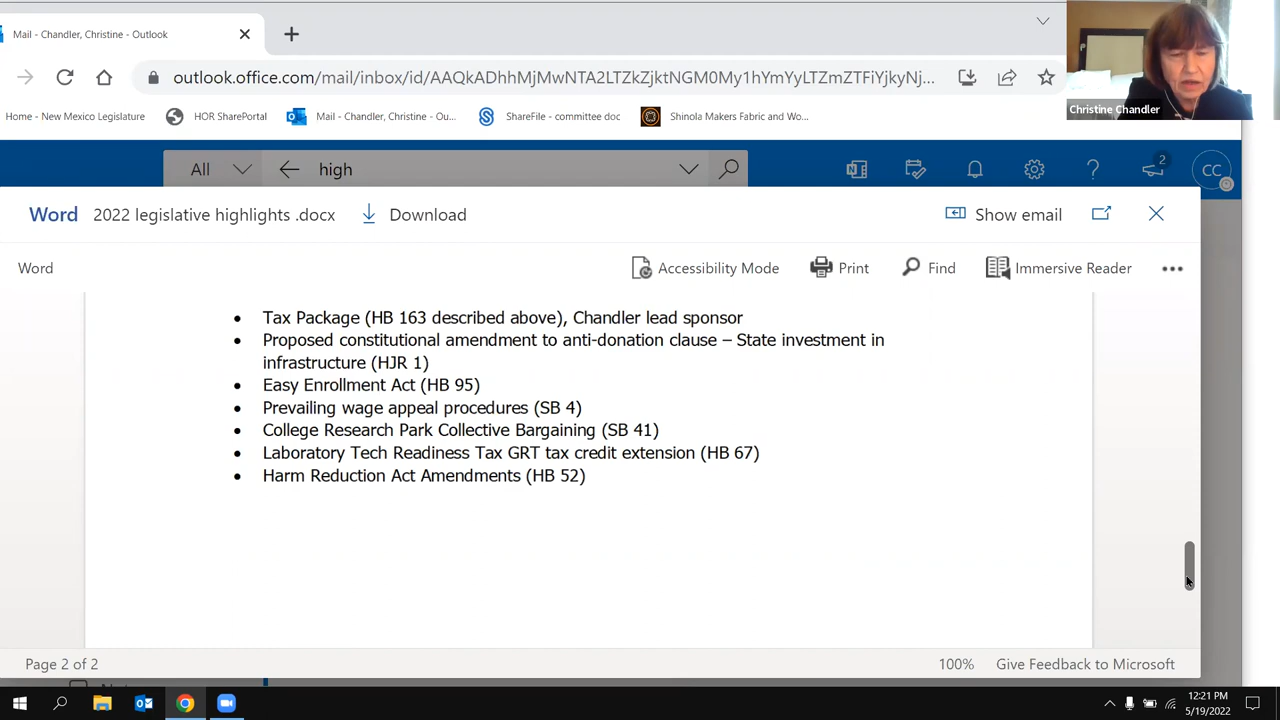 Mail - Chandler, Christine - Outlook
outlook.office.com/mail/inbox/id/AAQkADhhMjMwNTA2LTZkZjktNGM0My1hYmYyLTZmZTFiYjkyNj...
Christine Chandler
Home - New Mexico Legislature HOR SharePortal Mail - Chandler, Christine - Ou... ShareFile - committee doc Shinola Makers Fabric and Wo...
All high 2 CC
Word 2022 legislative highlights .docx Download Show email
Word Accessibility Mode Print Find Immersive Reader
• Tax Package (HB 163 described above), Chandler lead sponsor
• Proposed constitutional amendment to anti-donation clause – State investment in
infrastructure (HJR 1)
• Easy Enrollment Act (HB 95)
• Prevailing wage appeal procedures (SB 4)
• College Research Park Collective Bargaining (SB 41)
• Laboratory Tech Readiness Tax GRT tax credit extension (HB 67)
• Harm Reduction Act Amendments (HB 52)
Page 2 of 2 100% Give Feedback to Microsoft
12:21 PM
5/19/2022